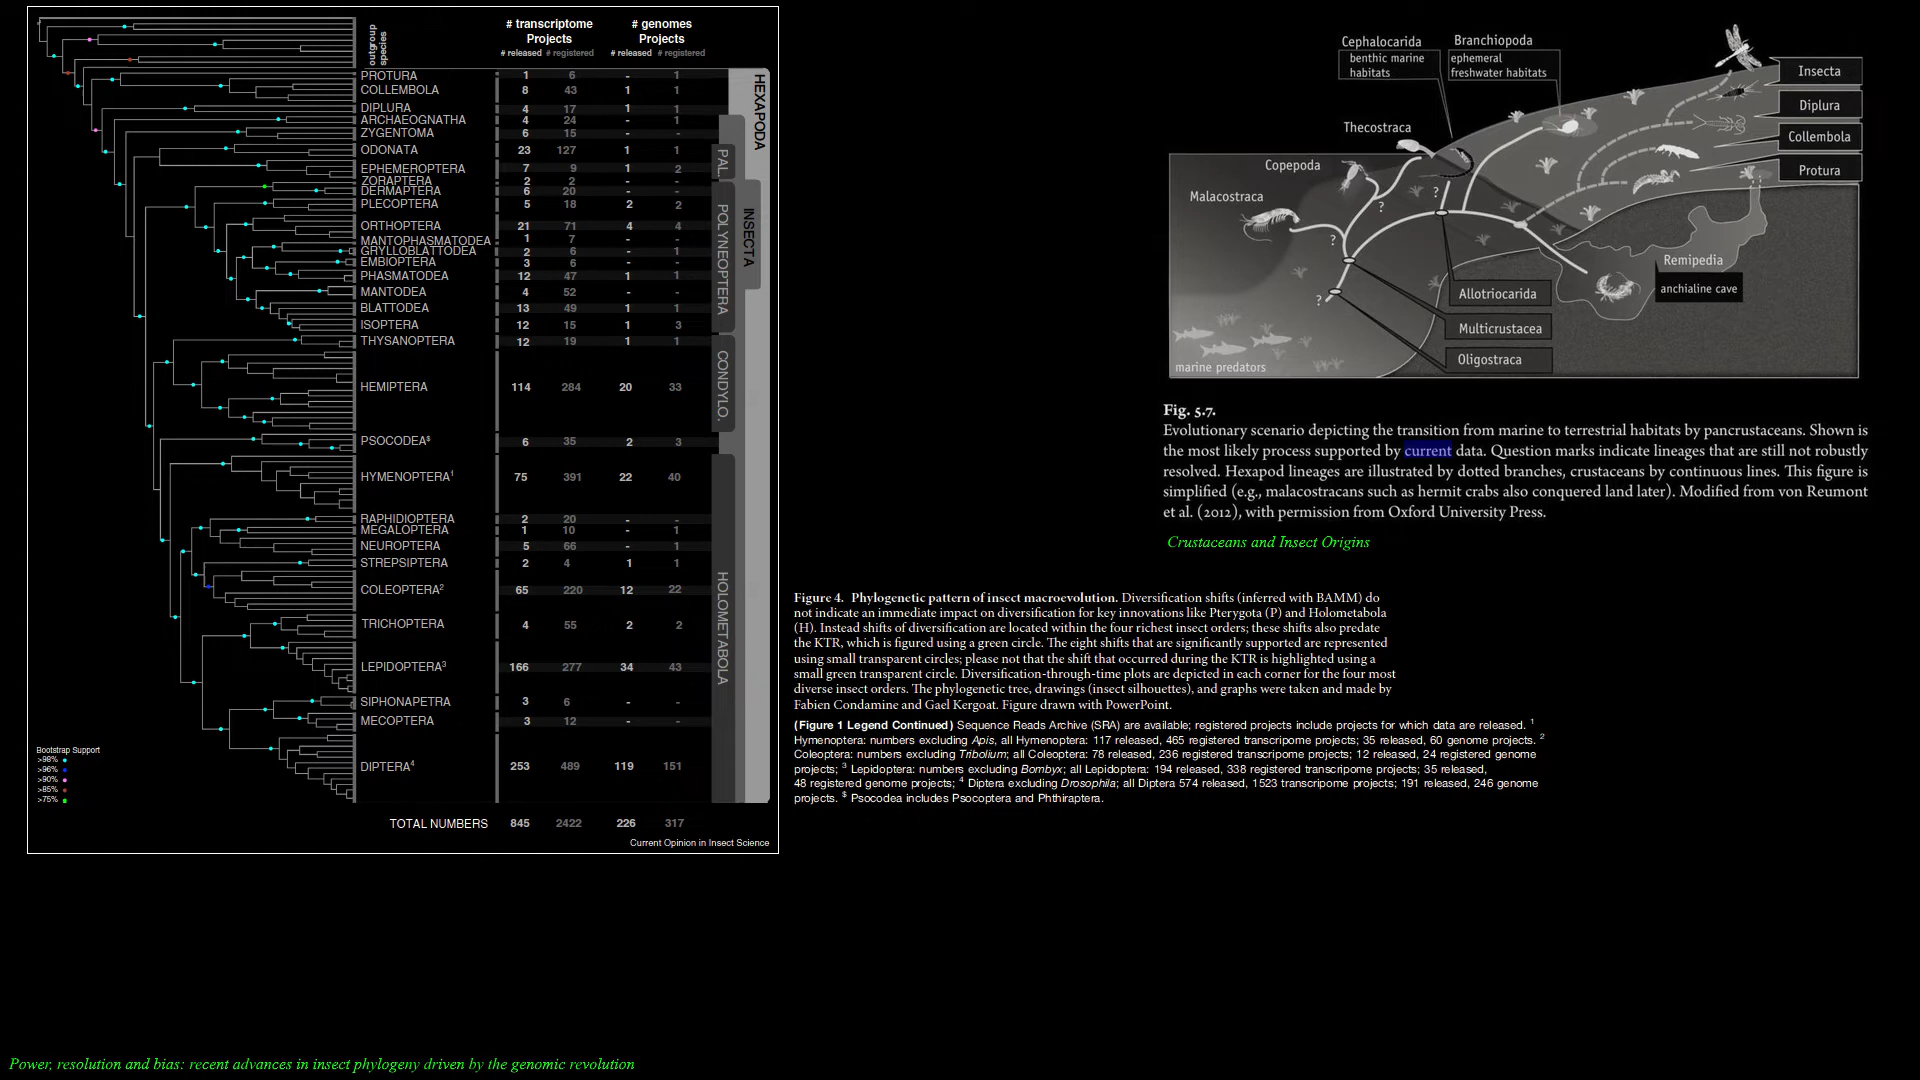 # transcriptome
Projects
# released # registered
# genomes
Projects
# released # registered
outgroup
species
PROTURA 1 6 - 1
COLLEMBOLA 8 43 1 1
DIPLURA 4 17 1 1
ARCHAEOGNATHA 4 24 - 1
ZYGENTOMA 6 15 - -
ODONATA 23 127 1 1
EPHEMEROPTERA 7 9 1 2
ZORAPTERA 2 2 - -
DERMAPTERA 6 20 - -
PLECOPTERA 5 18 2 2
ORTHOPTERA 21 71 4 4
MANTOPHASMATODEA 1 7 - -
GRYLLOBLATTODEA 2 6 - 1
EMBIOPTERA 3 6 - -
PHASMATODEA 12 47 1 1
MANTODEA 4 52 - -
BLATTODEA 13 49 1 1
ISOPTERA 12 15 1 3
THYSANOPTERA 12 19 1 1
HEMIPTERA 114 284 20 33
PSOCODEA$ 6 35 2 3
HYMENOPTERA1 75 391 22 40
RAPHIDIOPTERA 2 20 - -
MEGALOPTERA 1 10 - 1
NEUROPTERA 5 66 - 1
STREPSIPTERA 2 4 1 1
COLEOPTERA2 65 220 12 22
TRICHOPTERA 4 55 2 2
LEPIDOPTERA3 166 277 34 43
SIPHONAPETRA 3 6 - -
MECOPTERA 3 12 - -
DIPTERA4 253 489 119 151
TOTAL NUMBERS 845 2422 226 317
HEXAPODA
INSECTA
PAL.
POLYNEOPTERA
CONDYLO.
HOLOMETABOLA
Bootstrap Support
>98%
>96%
>90%
>85%
>75%
Current Opinion in Insect Science
Cephalocarida
benthic marine
habitats
Branchiopoda
ephemeral
freshwater habitats
Thecostraca
Copepoda
Malacostraca
Insecta
Diplura
Collembola
Protura
?
?
?
?
Remipedia
anchialine cave
Allotriocarida
Multicrustacea
Oligostraca
marine predators
Fig. 5.7.
Evolutionary scenario depicting the transition from marine to terrestrial habitats by pancrustaceans. Shown is
the most likely process supported by current data. Question marks indicate lineages that are still not robustly
resolved. Hexapod lineages are illustrated by dotted branches, crustaceans by continuous lines. This figure is
simplified (e.g., malacostracans such as hermit crabs also conquered land later). Modified from von Reumont
et al. (2012), with permission from Oxford University Press.
Crustaceans and Insect Origins
Figure 4. Phylogenetic pattern of insect macroevolution. Diversification shifts (inferred with BAMM) do
not indicate an immediate impact on diversification for key innovations like Pterygota (P) and Holometabola
(H). Instead shifts of diversification are located within the four richest insect orders; these shifts also predate
the KTR, which is figured using a green circle. The eight shifts that are significantly supported are represented
using small transparent circles; please not that the shift that occurred during the KTR is highlighted using a
small green transparent circle. Diversification-through-time plots are depicted in each corner for the four most
diverse insect orders. The phylogenetic tree, drawings (insect silhouettes), and graphs were taken and made by
Fabien Condamine and Gael Kergoat. Figure drawn with PowerPoint.
(Figure 1 Legend Continued) Sequence Reads Archive (SRA) are available; registered projects include projects for which data are released. 1
Hymenoptera: numbers excluding Apis, all Hymenoptera: 117 released, 465 registered transcripome projects; 35 released, 60 genome projects. 2
Coleoptera: numbers excluding Tribolium; all Coleoptera: 78 released, 236 registered transcripome projects; 12 released, 24 registered genome
projects; 3 Lepidoptera: numbers excluding Bombyx; all Lepidoptera: 194 released, 338 registered transcripome projects; 35 released,
48 registered genome projects; 4 Diptera excluding Drosophila; all Diptera 574 released, 1523 transcripome projects; 191 released, 246 genome
projects. $ Psocodea includes Psocoptera and Phthiraptera.
Power, resolution and bias: recent advances in insect phylogeny driven by the genomic revolution